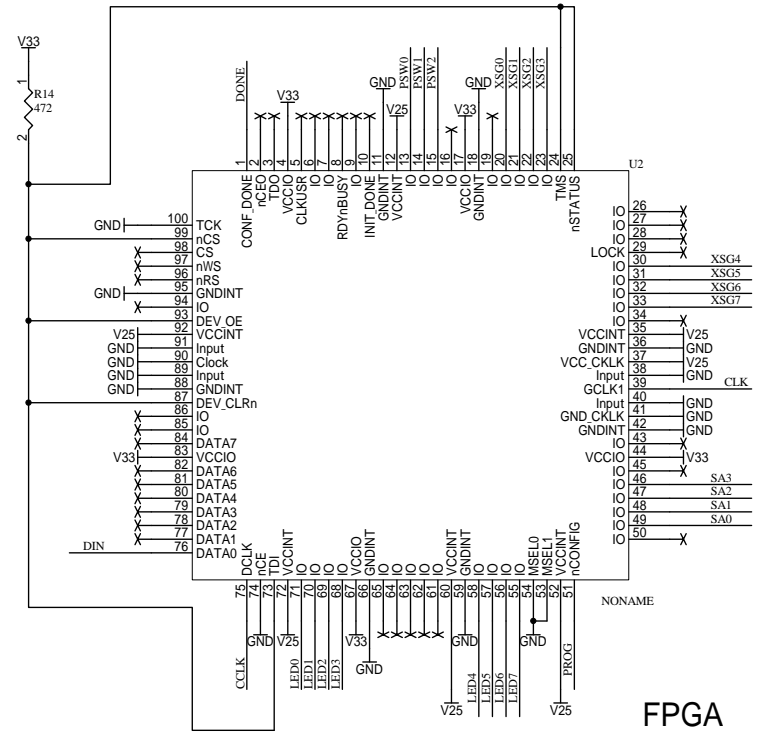 V33
1
R14
472
2
DONE
V33
GND
V25
PSW0
PSW1
PSW2
V33
GND
XSG0
XSG1
XSG2
XSG3
U2
1 CONF_DONE
2 nCEO
3 TDO
4 VCCIO
5 CLKUSR
6 IO
7 IO
8 RDYnBUSY
9 IO
10 INIT_DONE
11 GNDINT
12 VCCINT
13 IO
14 IO
15 IO
16 IO
17 VCCIO
18 GNDINT
19 IO
20 IO
21 IO
22 IO
23 IO
24 TMS
25 nSTATUS
GND 100 TCK
99 nCS
98 CS
97 nWS
96 nRS
GND 95 GNDINT
94 IO
93 DEV_OE
V25 92 VCCINT
GND 91 Input
GND 90 Clock
GND 89 Input
GND 88 GNDINT
87 DEV_CLRn
86 IO
85 IO
84 DATA7
V33 83 VCCIO
82 DATA6
81 DATA5
80 DATA4
79 DATA3
78 DATA2
77 DATA1
DIN 76 DATA0
IO 26
IO 27
IO 28
LOCK 29
IO 30 XSG4
IO 31 XSG5
IO 32 XSG6
IO 33 XSG7
IO 34
VCCINT 35 V25
GNDINT 36 GND
VCC_CKLK 37 V25
Input 38 GND
GCLK1 39 CLK
Input 40 GND
GND_CKLK 41 GND
GNDINT 42 GND
IO 43
VCCIO 44 V33
IO 45
IO 46 SA3
IO 47 SA2
IO 48 SA1
IO 49 SA0
IO 50
75 DCLK
74 nCE
73 TDI
72 VCCINT
71 IO
70 IO
69 IO
68 IO
67 VCCIO
66 GNDINT
65 IO
64 IO
63 IO
62 IO
61 IO
60 VCCINT
59 GNDINT
58 IO
57 IO
56 IO
55 IO
54 MSEL0
53 MSEL1
52 VCCINT
51 nCONFIG
NONAME
CCLK
GND
V25
LED0
LED1
LED2
LED3
V33
GND
V25
GND
LED4
LED5
LED6
LED7
GND
V25
PROG
FPGA